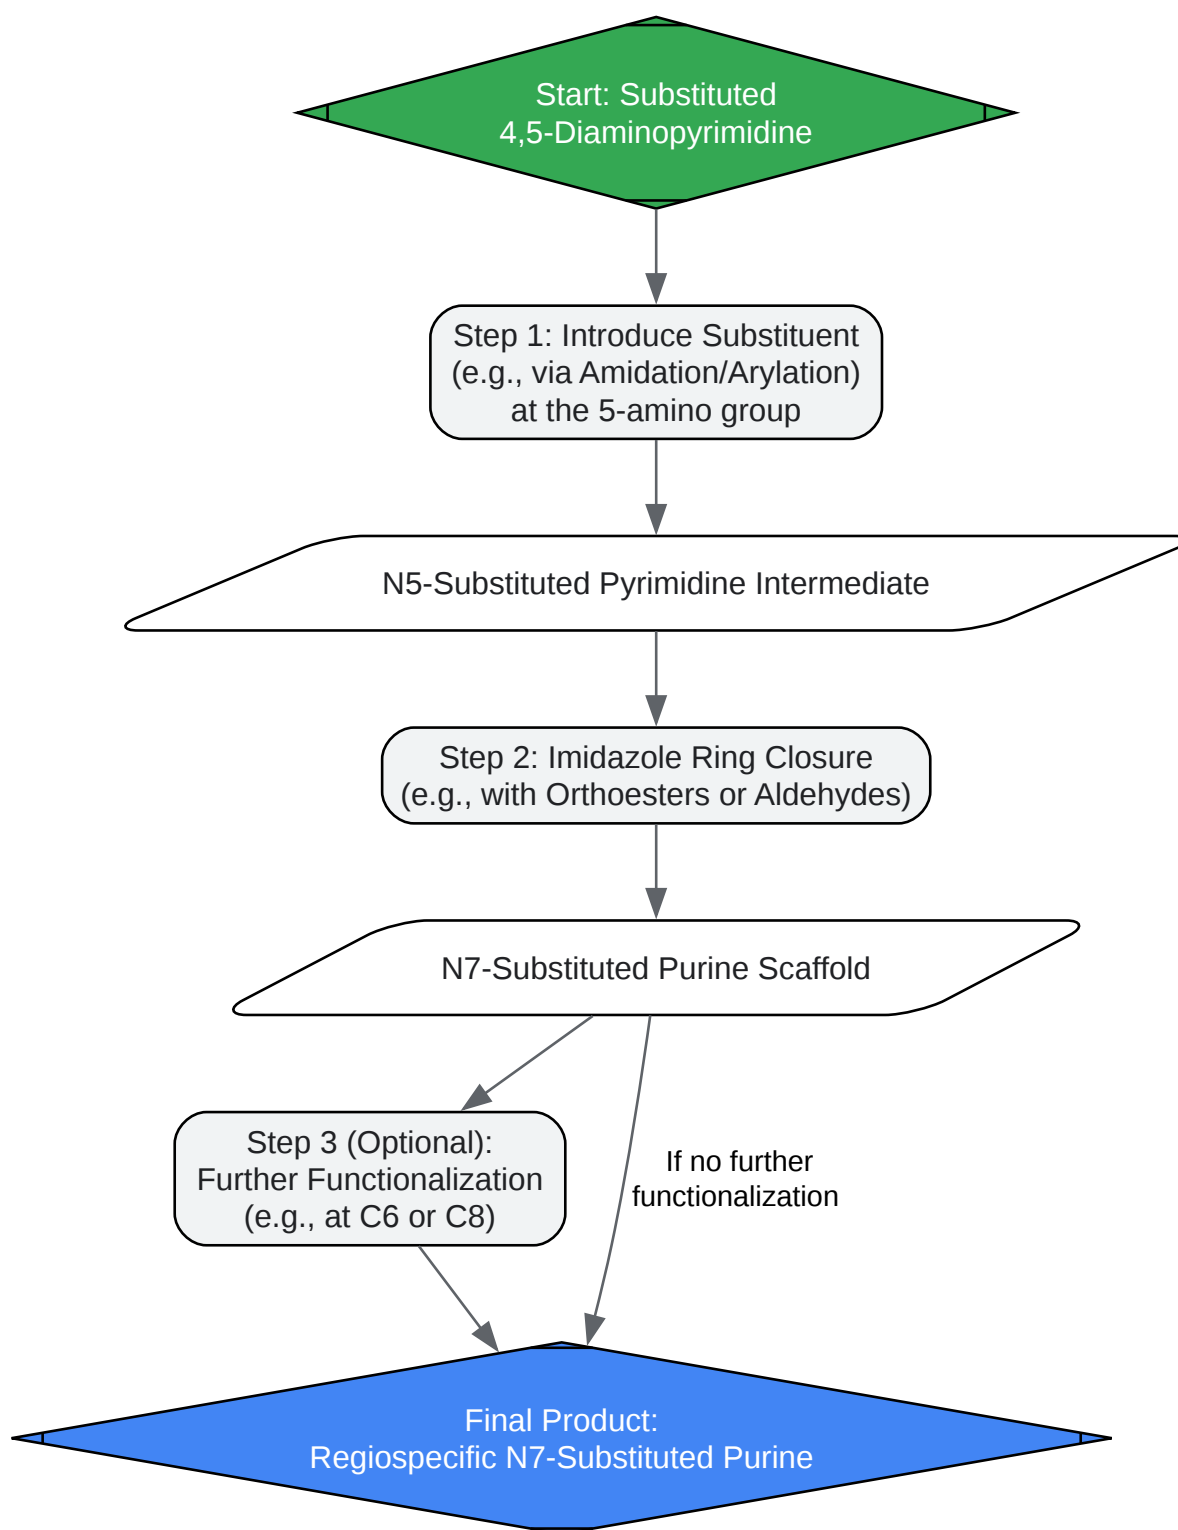 Start: Substituted
4,5-Diaminopyrimidine
Step 1: Introduce Substituent
(e.g., via Amidation/Arylation)
at the 5-amino group
N5-Substituted Pyrimidine Intermediate
Step 2: Imidazole Ring Closure
(e.g., with Orthoesters or Aldehydes)
N7-Substituted Purine Scaffold
Step 3 (Optional):
Further Functionalization
(e.g., at C6 or C8)
If no further
functionalization
Final Product:
Regiospecific N7-Substituted Purine